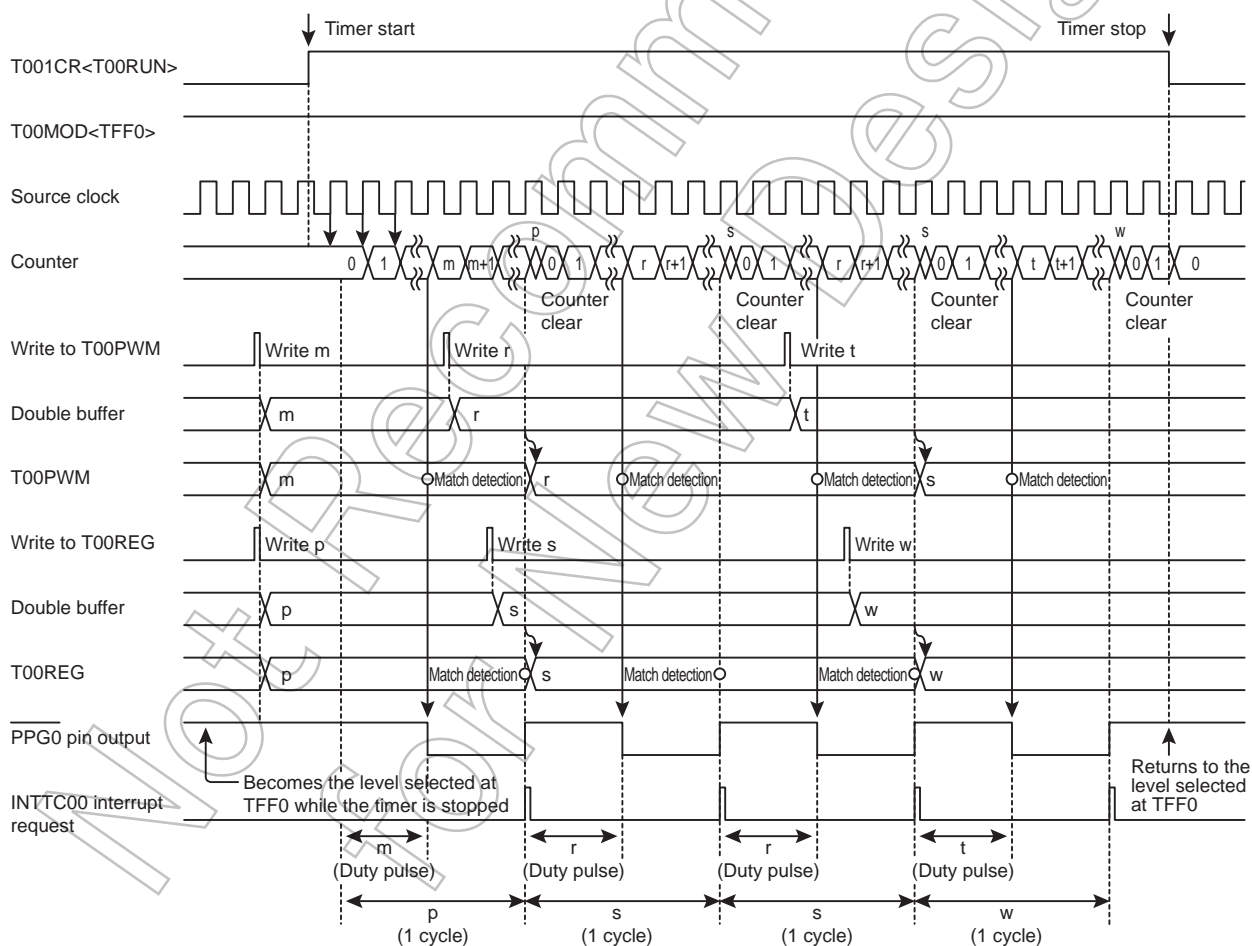 Timer start
Timer stop
T001CR<T00RUN>
T00MOD<TFF0>
Source clock
p s s w
Counter 0 1 m m+1 0 1 r r+1 0 1 r r+1 0 1 t t+1 0 1 0
Counter clear
Counter clear
Counter clear
Counter clear
Write to T00PWM Write m Write r Write t
Double buffer m r t
T00PWM m Match detection r Match detection Match detection s Match detection
Write to T00REG Write p Write s Write w
Double buffer p s w
T00REG p Match detection s Match detection Match detection w
PPG0 pin output
Becomes the level selected at
TFF0 while the timer is stopped
Returns to the
level selected
at TFF0
INTTC00 interrupt
request
m r r t
(Duty pulse) (Duty pulse) (Duty pulse) (Duty pulse)
p s s w
(1 cycle) (1 cycle) (1 cycle) (1 cycle)